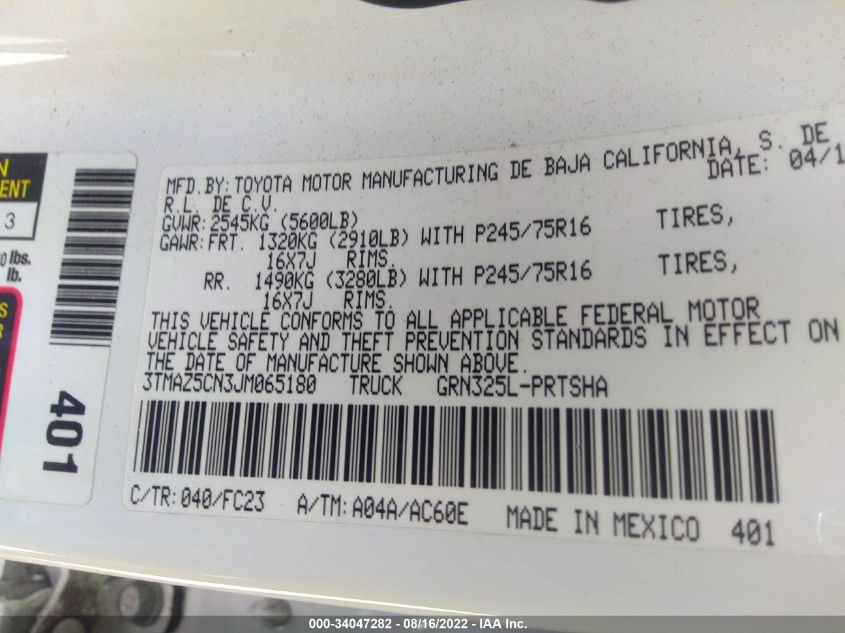 N
ENT
3
0 lbs.
lb.
S
401
MFD.BY: TOYOTA MOTOR MANUFACTURING DE BAJA CALIFORNIA, S. DE
R.L. DE C.V. DATE: 04/1
GVWR: 2545KG (5600LB)
GAWR: FRT. 1320KG (2910LB) WITH P245/75R16 TIRES,
16X7J RIMS.
RR. 1490KG (3280LB) WITH P245/75R16 TIRES,
16X7J RIMS.
THIS VEHICLE CONFORMS TO ALL APPLICABLE FEDERAL MOTOR
VEHICLE SAFETY AND THEFT PREVENTION STANDARDS IN EFFECT ON
THE DATE OF MANUFACTURE SHOWN ABOVE.
3TMAZ5CN3JM065180 TRUCK GRN325L-PRTSHA
C/TR: 040/FC23 A/TM: A04A/AC60E MADE IN MEXICO 401
000-34047282 - 08/16/2022 - IAA Inc.